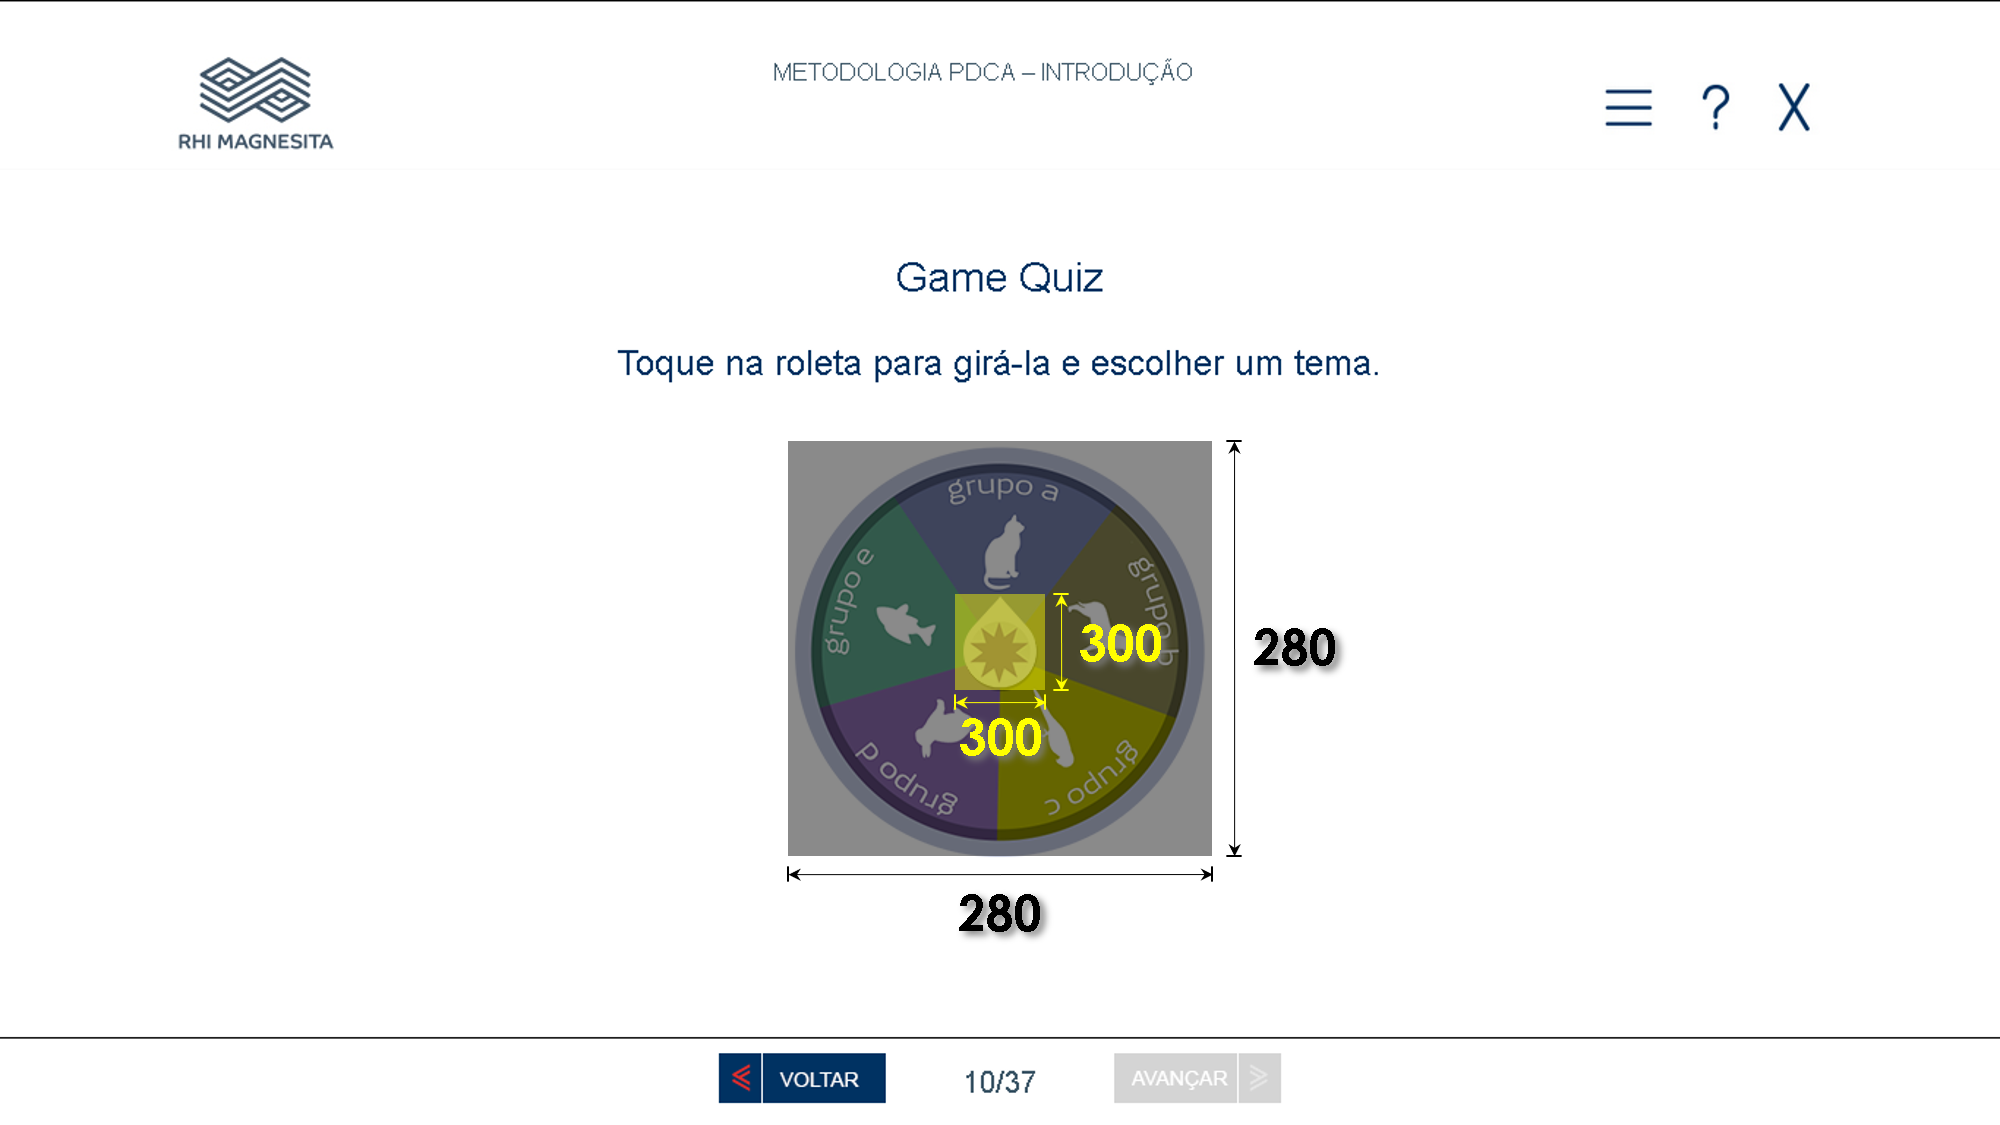 RHI MAGNESITA
METODOLOGIA PDCA – INTRODUÇÃO
?
X
Game Quiz
Toque na roleta para girá-la e escolher um tema.
grupo a
grupo e
grupo b
300
280
300
grupo d
grupo c
280
VOLTAR
10/37
AVANÇAR